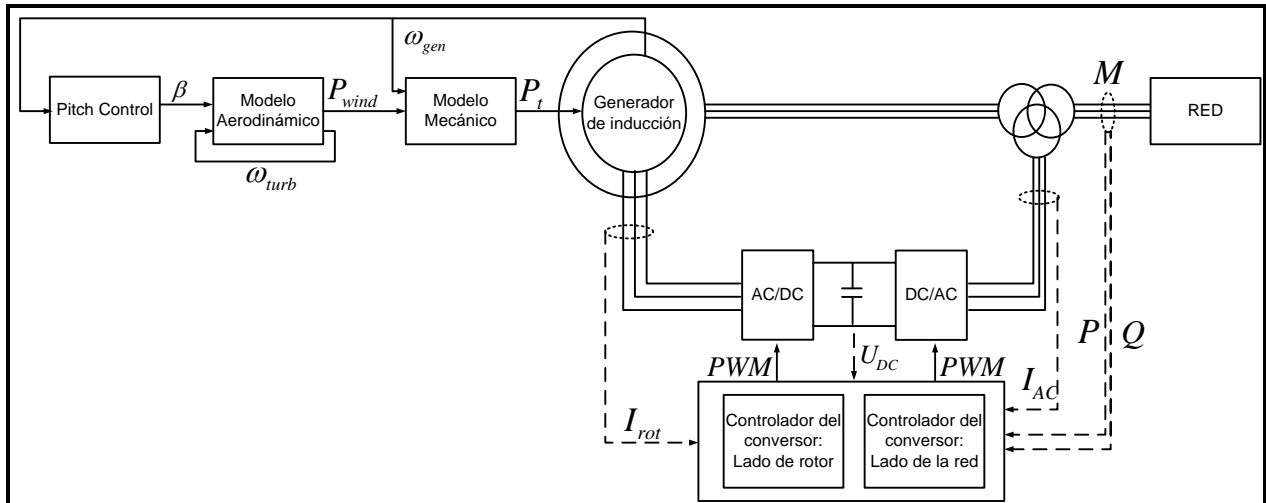 ω_gen
M
Pitch Control
β
Modelo
Aerodinámico
P_wind
Modelo
Mecánico
P_t
Generador
de inducción
RED
ω_turb
AC/DC
DC/AC
P
Q
PWM
U_DC
PWM
I_AC
I_rot
Controlador del
conversor:
Lado de rotor
Controlador del
conversor:
Lado de la red